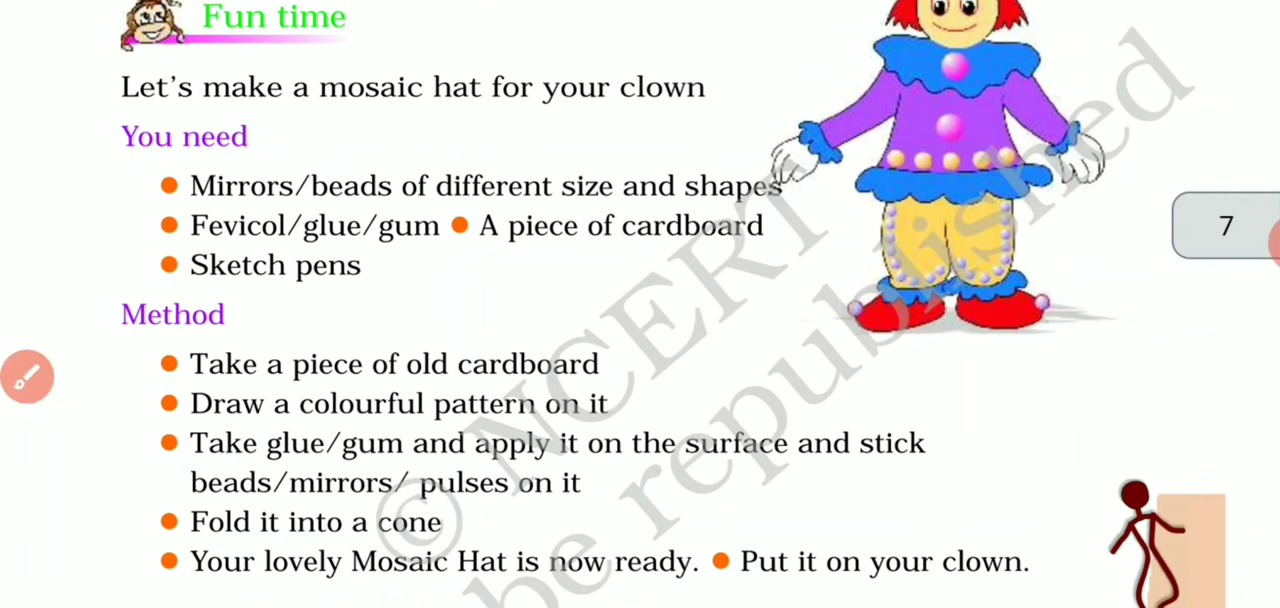 Fun time
Let's make a mosaic hat for your clown
You need
● Mirrors/beads of different size and shapes
● Fevicol/glue/gum ● A piece of cardboard
● Sketch pens
7
Method
● Take a piece of old cardboard
● Draw a colourful pattern on it
● Take glue/gum and apply it on the surface and stick
beads/mirrors/ pulses on it
● Fold it into a cone
● Your lovely Mosaic Hat is now ready. ● Put it on your clown.
© NCERT
be republished